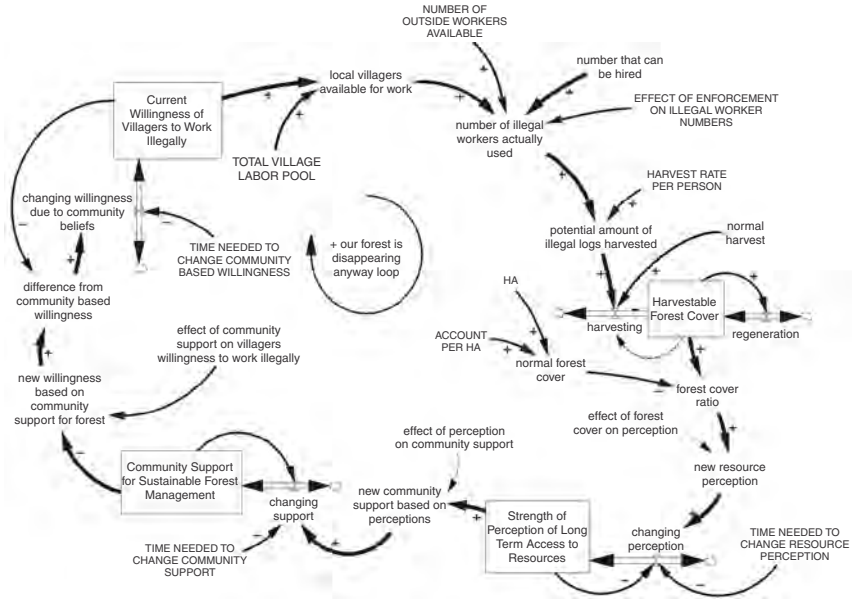 NUMBER OF
OUTSIDE WORKERS
AVAILABLE
number that can
be hired
local villagers
available for work
Current
Willingness of
Villagers to Work
Illegally
EFFECT OF ENFORCEMENT
ON ILLEGAL WORKER
NUMBERS
number of illegal
workers actually
used
TOTAL VILLAGE
LABOR POOL
HARVEST RATE
PER PERSON
changing willingness
due to community
beliefs
potential amount of
illegal logs harvested
normal
harvest
TIME NEEDED TO
CHANGE COMMUNITY
BASED WILLINGNESS
+ our forest is
disappearing
anyway loop
difference from
community based
willingness
HA
Harvestable
Forest Cover
harvesting
regeneration
ACCOUNT
PER HA
effect of community
support on villagers
willingness to work illegally
normal forest
cover
forest cover
ratio
new willingness
based on
community
support for forest
effect of forest
cover on perception
effect of perception
on community support
new resource
perception
Community Support
for Sustainable Forest
Management
changing
support
new community
support based on
perceptions
Strength of
Perception of Long
Term Access to
Resources
changing
perception
TIME NEEDED TO
CHANGE RESOURCE
PERCEPTION
TIME NEEDED TO
CHANGE COMMUNITY
SUPPORT